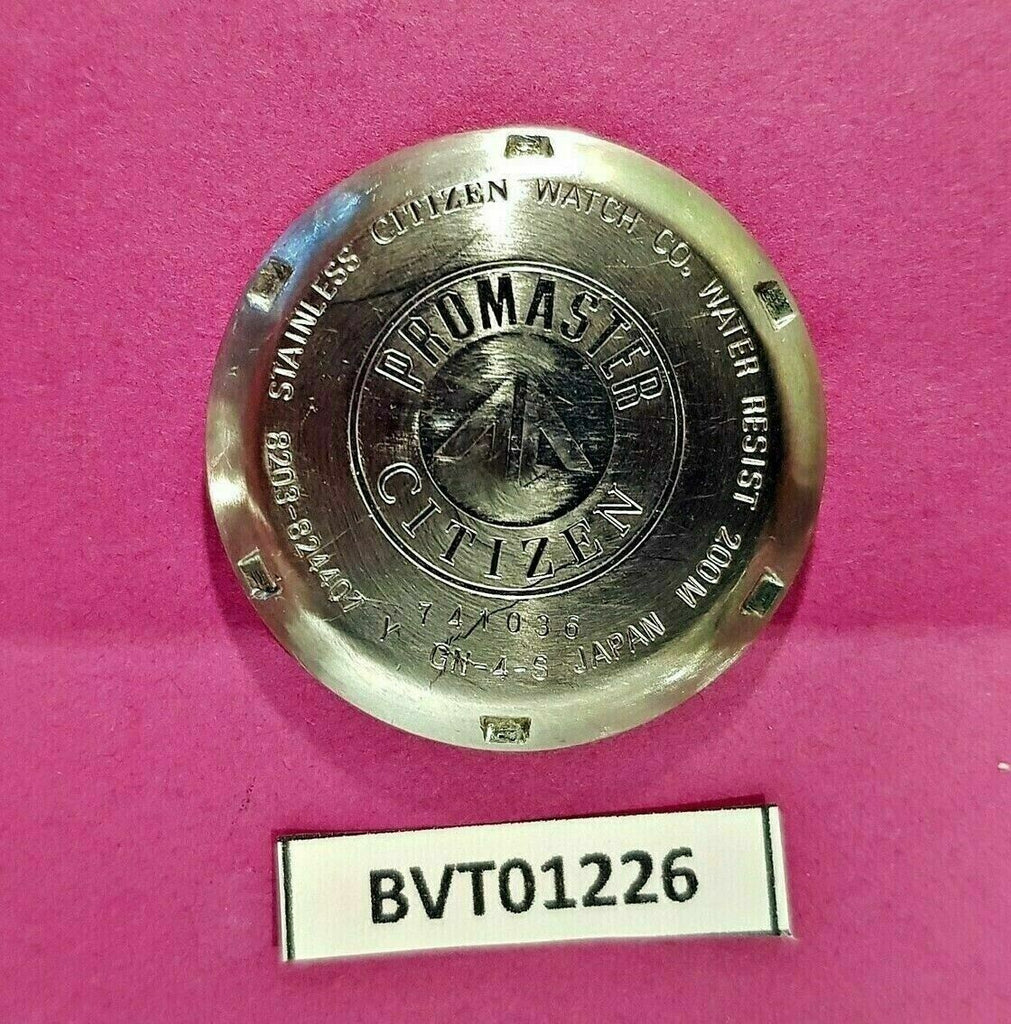 CITIZEN WATCH CO. WATER RESIST 200M
JAPAN
GN-4-S
Y
8203-824407
STAINLESS
PROMASTER
CITIZEN
741036
BVT01226